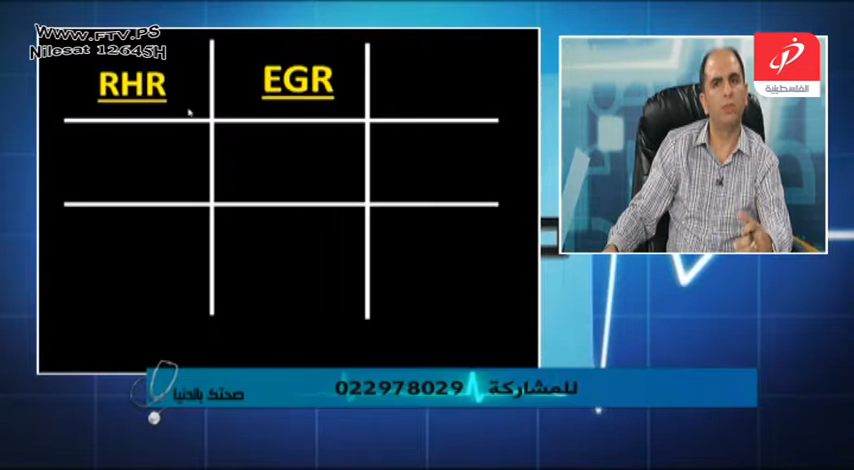 WWW.FTV.PS
Nilesat 12645H
RHR
EGR
الفلسطينية
للمشاركة 022978029
صحتك بالدنيا